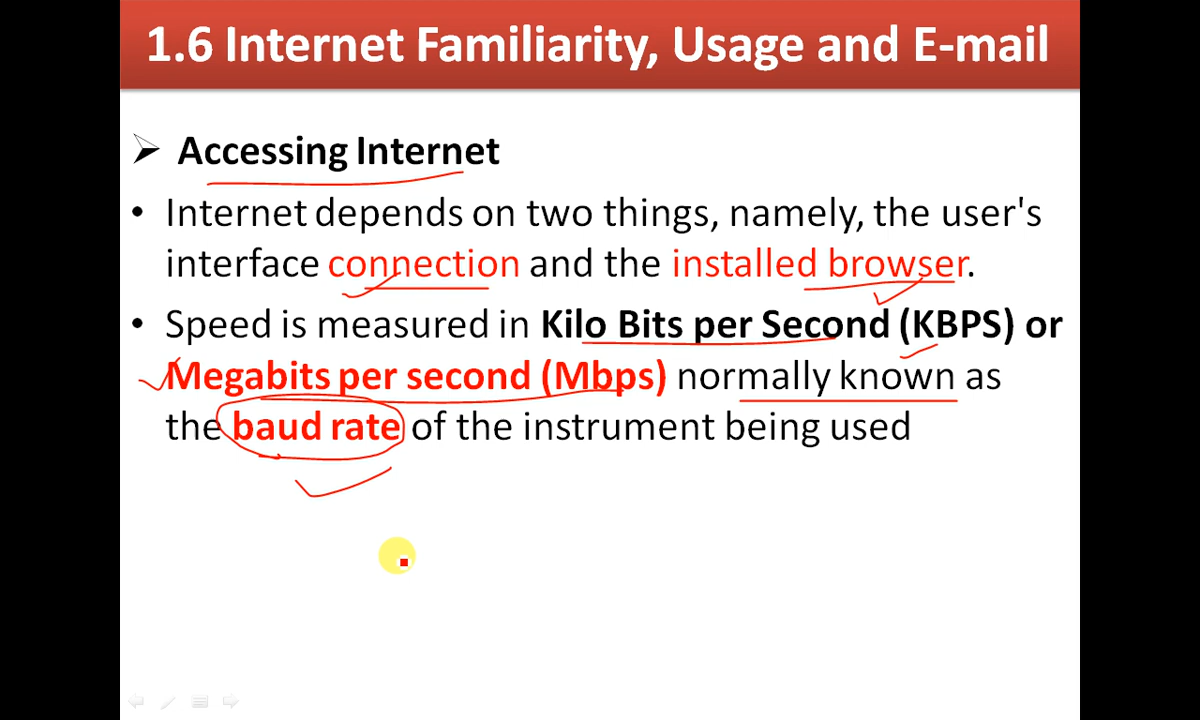 1.6 Internet Familiarity, Usage and E-mail
➢ Accessing Internet
• Internet depends on two things, namely, the user's
interface connection and the installed browser.
• Speed is measured in Kilo Bits per Second (KBPS) or
Megabits per second (Mbps) normally known as
the baud rate of the instrument being used